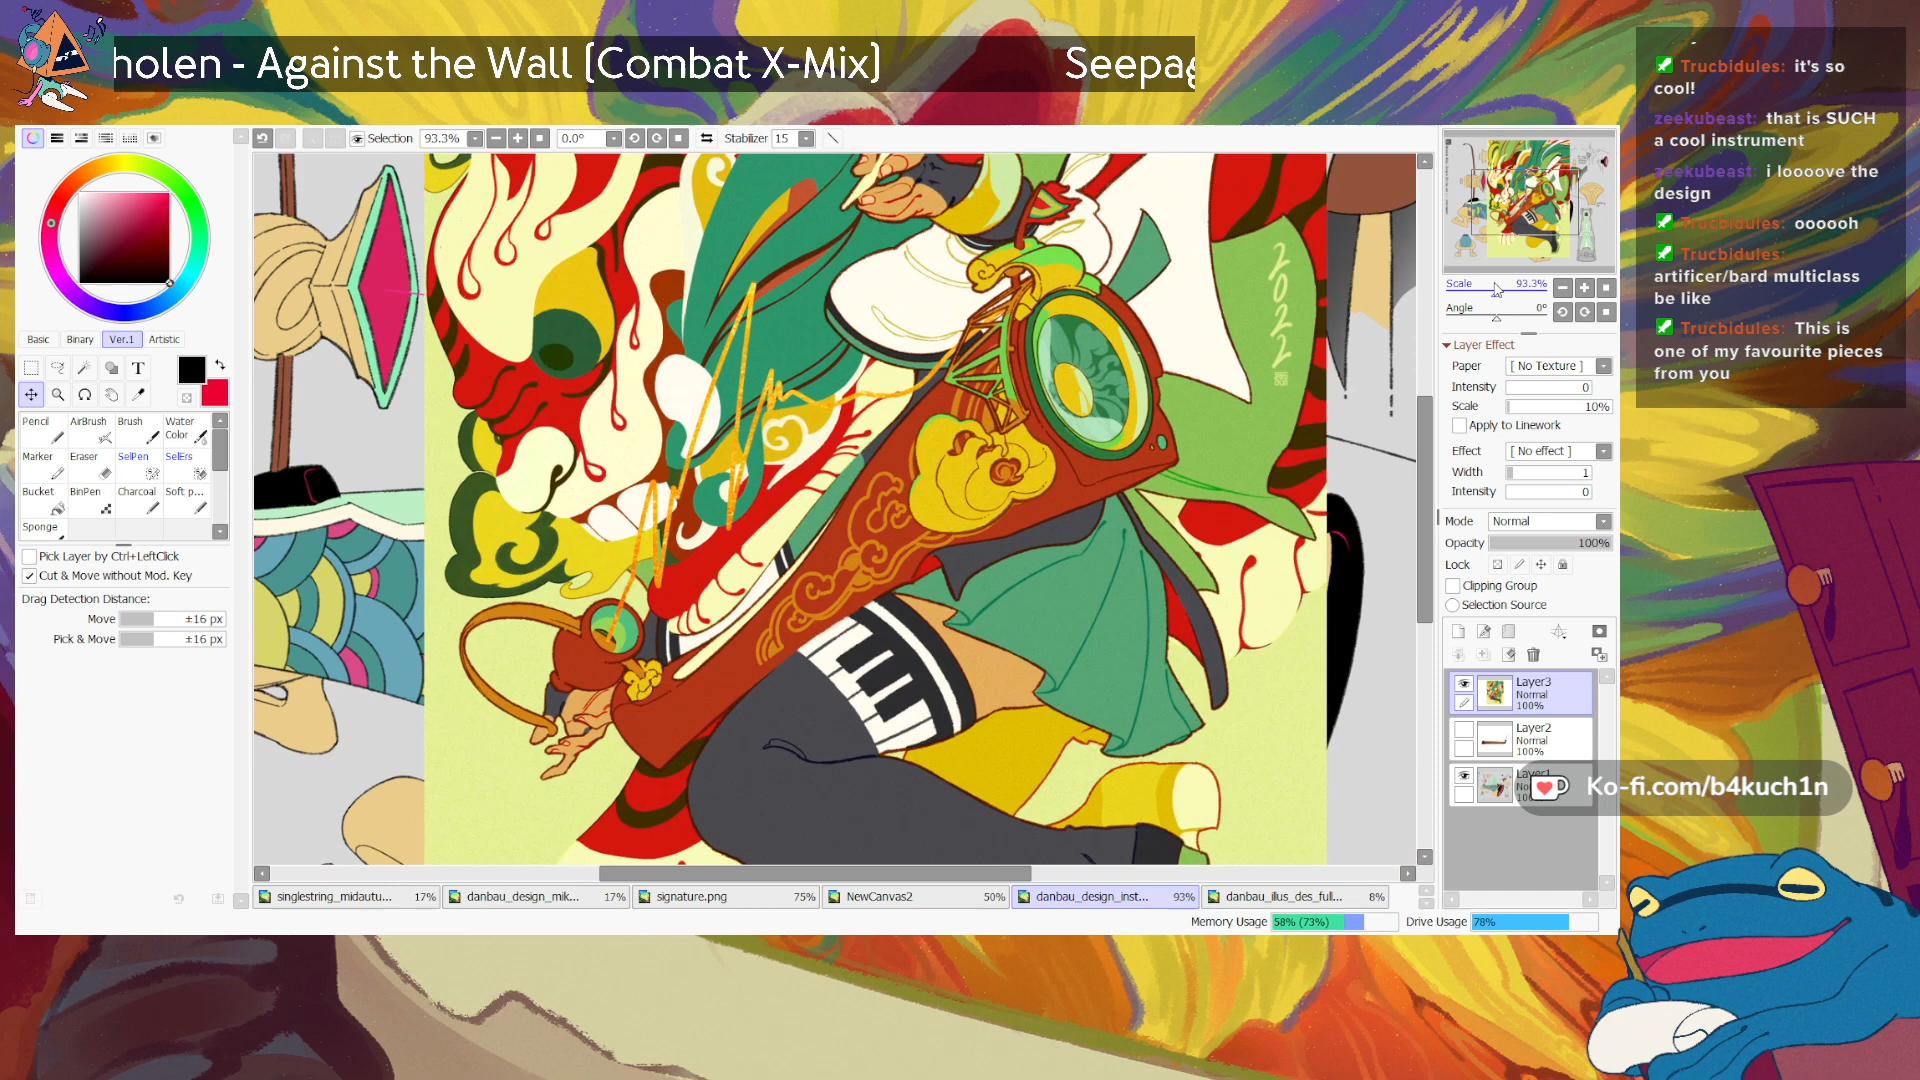 holen - Against the Wall (Combat X-Mix)
Seepag
Trucbidules: it's so
cool!
zeekubeast: that is SUCH
a cool instrument
zeekubeast: i loooove the
design
Trucbidules: oooooh
Trucbidules:
artificer/bard multiclass
be like
Trucbidules: This is
one of my favourite pieces
from you
Selection 93.3% 0.0° Stabilizer 15
Basic Binary Ver.1 Artistic
T
Pencil AirBrush Brush Water
Color
Marker Eraser SelPen SelErs
Bucket BinPen Charcoal Soft p...
Sponge
Pick Layer by Ctrl+LeftClick
Cut & Move without Mod. Key
Drag Detection Distance:
Move ±16 px
Pick & Move ±16 px
2022
Scale 93.3%
Angle 0°
Layer Effect
Paper [ No Texture ]
Intensity 0
Scale 10%
Apply to Linework
Effect [ No effect ]
Width 1
Intensity 0
Mode Normal
Opacity 100%
Lock
Clipping Group
Selection Source
Layer3
Normal
100%
Layer2
Normal
100%
Layer1
Ko-fi.com/b4kuch1n
singlestring_midautu... 17%
danbau_design_mik... 17%
signature.png 75%
NewCanvas2 50%
danbau_design_inst... 93%
danbau_illus_des_full... 8%
Memory Usage 58% (73%) Drive Usage 78%